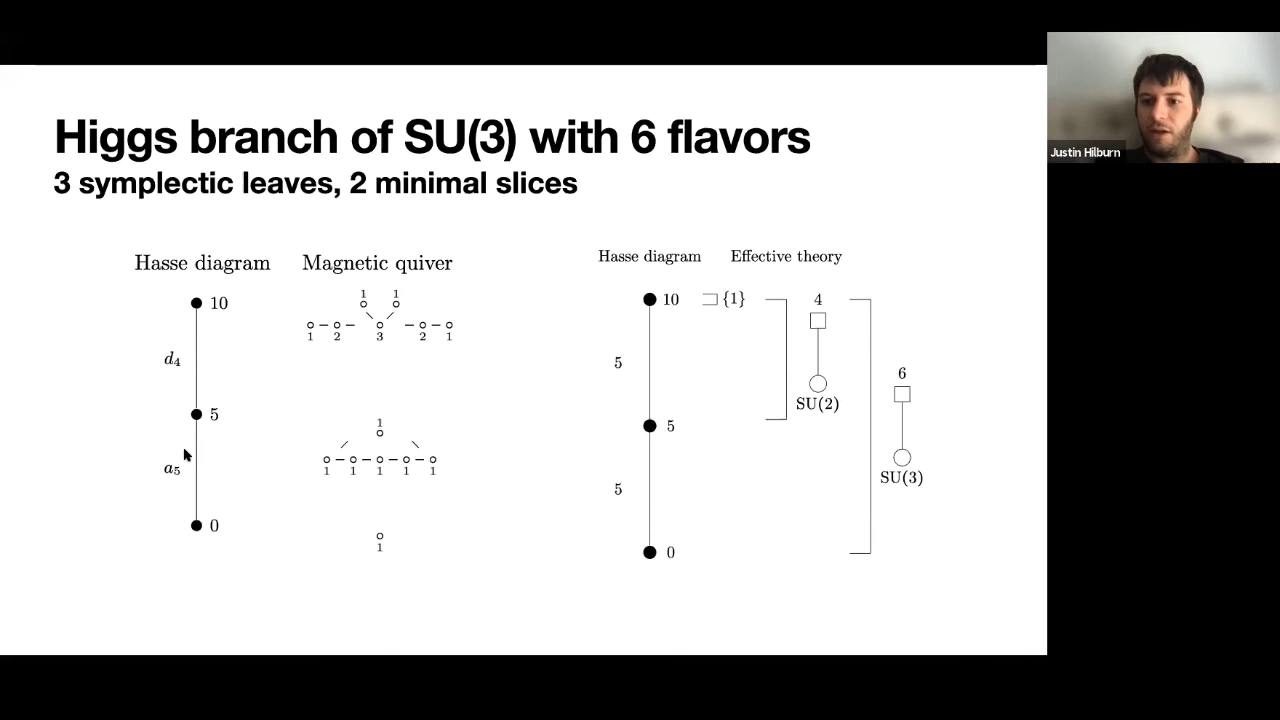 Higgs branch of SU(3) with 6 flavors
3 symplectic leaves, 2 minimal slices
Hasse diagram Magnetic quiver
10
d4
5
a5
0
1 1
1 2 3 2 1
1
1 1 1 1 1
1
Hasse diagram Effective theory
10 {1}
5
5
5
0
4
SU(2)
6
SU(3)
Justin Hilburn